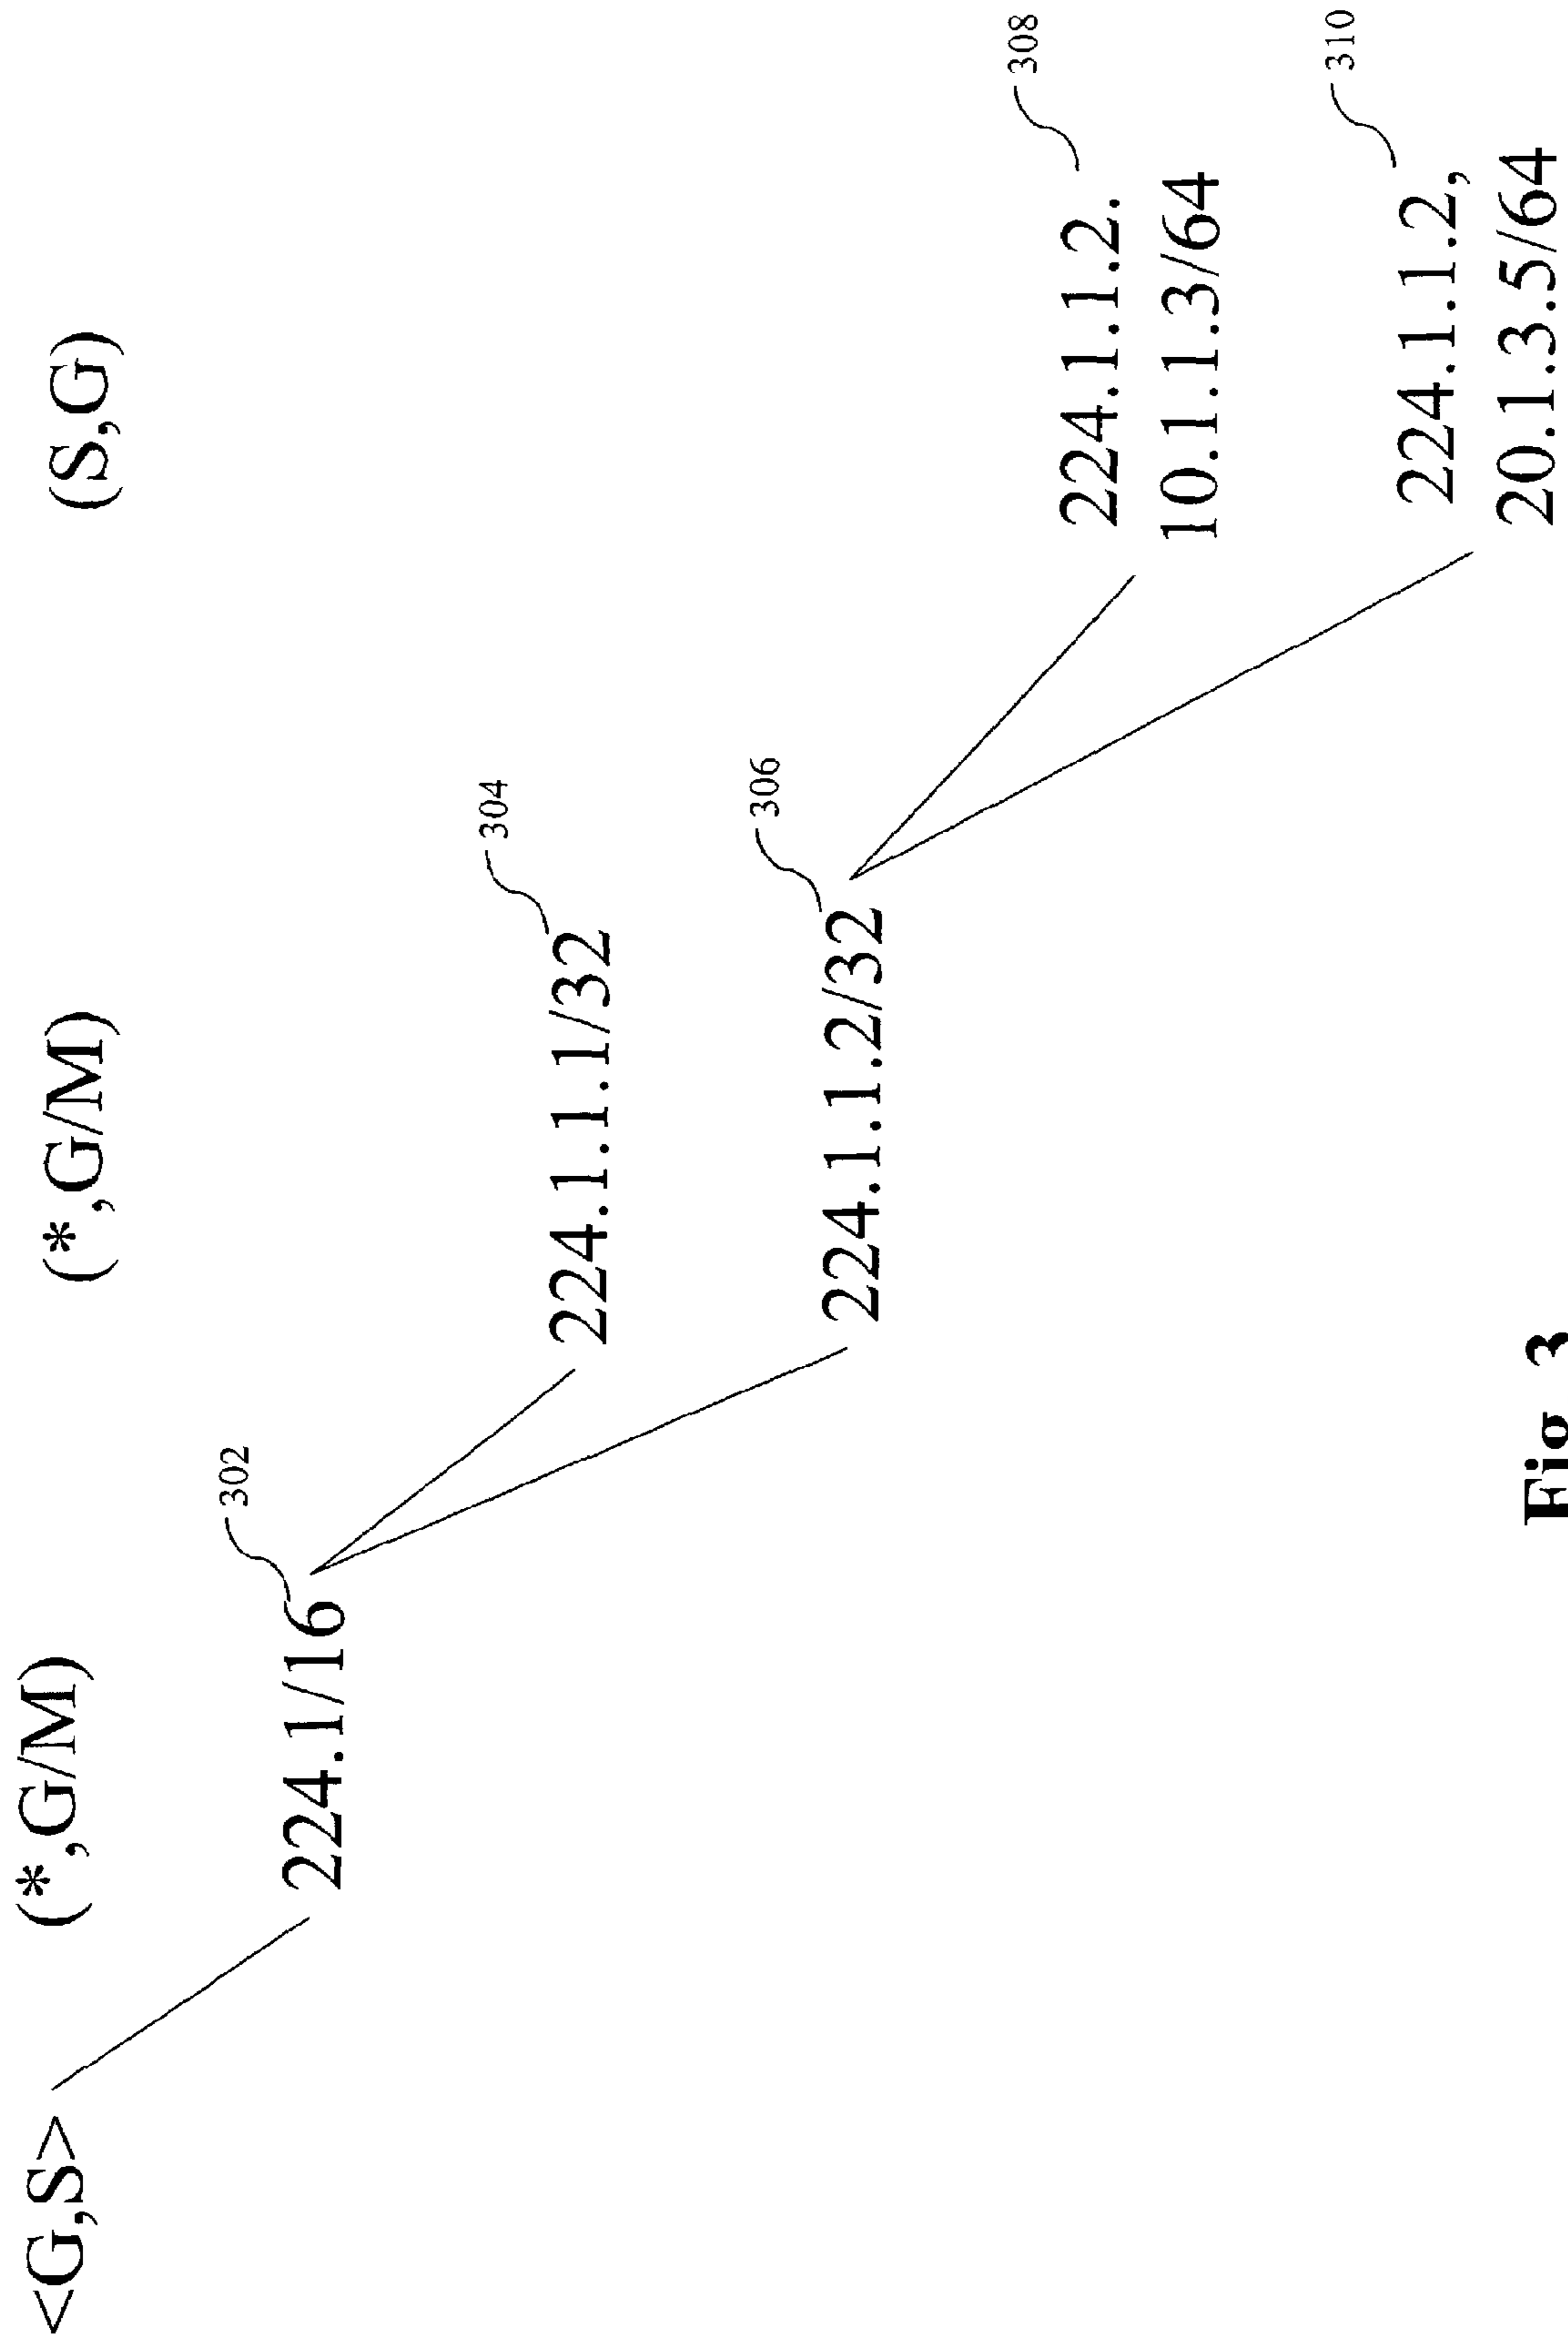 <G,S>
(*,G/M)
(*,G/M)
(S,G)
302
224.1/16
304
224.1.1.1/32
306
224.1.1.2/32
308
224.1.1.2.
10.1.1.3/64
310
224.1.1.2,
20.1.3.5/64
Fig. 3